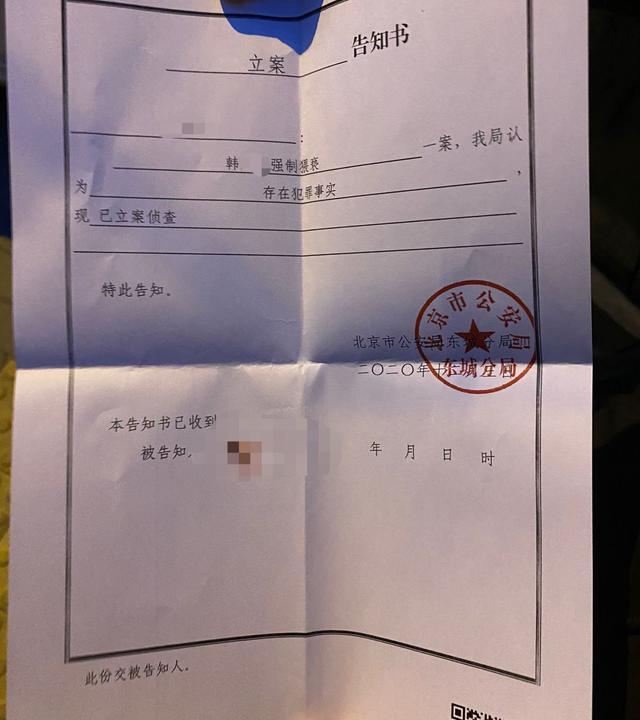 立案 告知书
:
韩 强制猥亵 一案，我局认
为 存在犯罪事实 ，
现 已立案侦查
特此告知。
北京市公安局东城分局
二〇二〇年十
北京市公安局
东城分局
本告知书已收到
被告知
年 月 日 时
此份交被告知人。